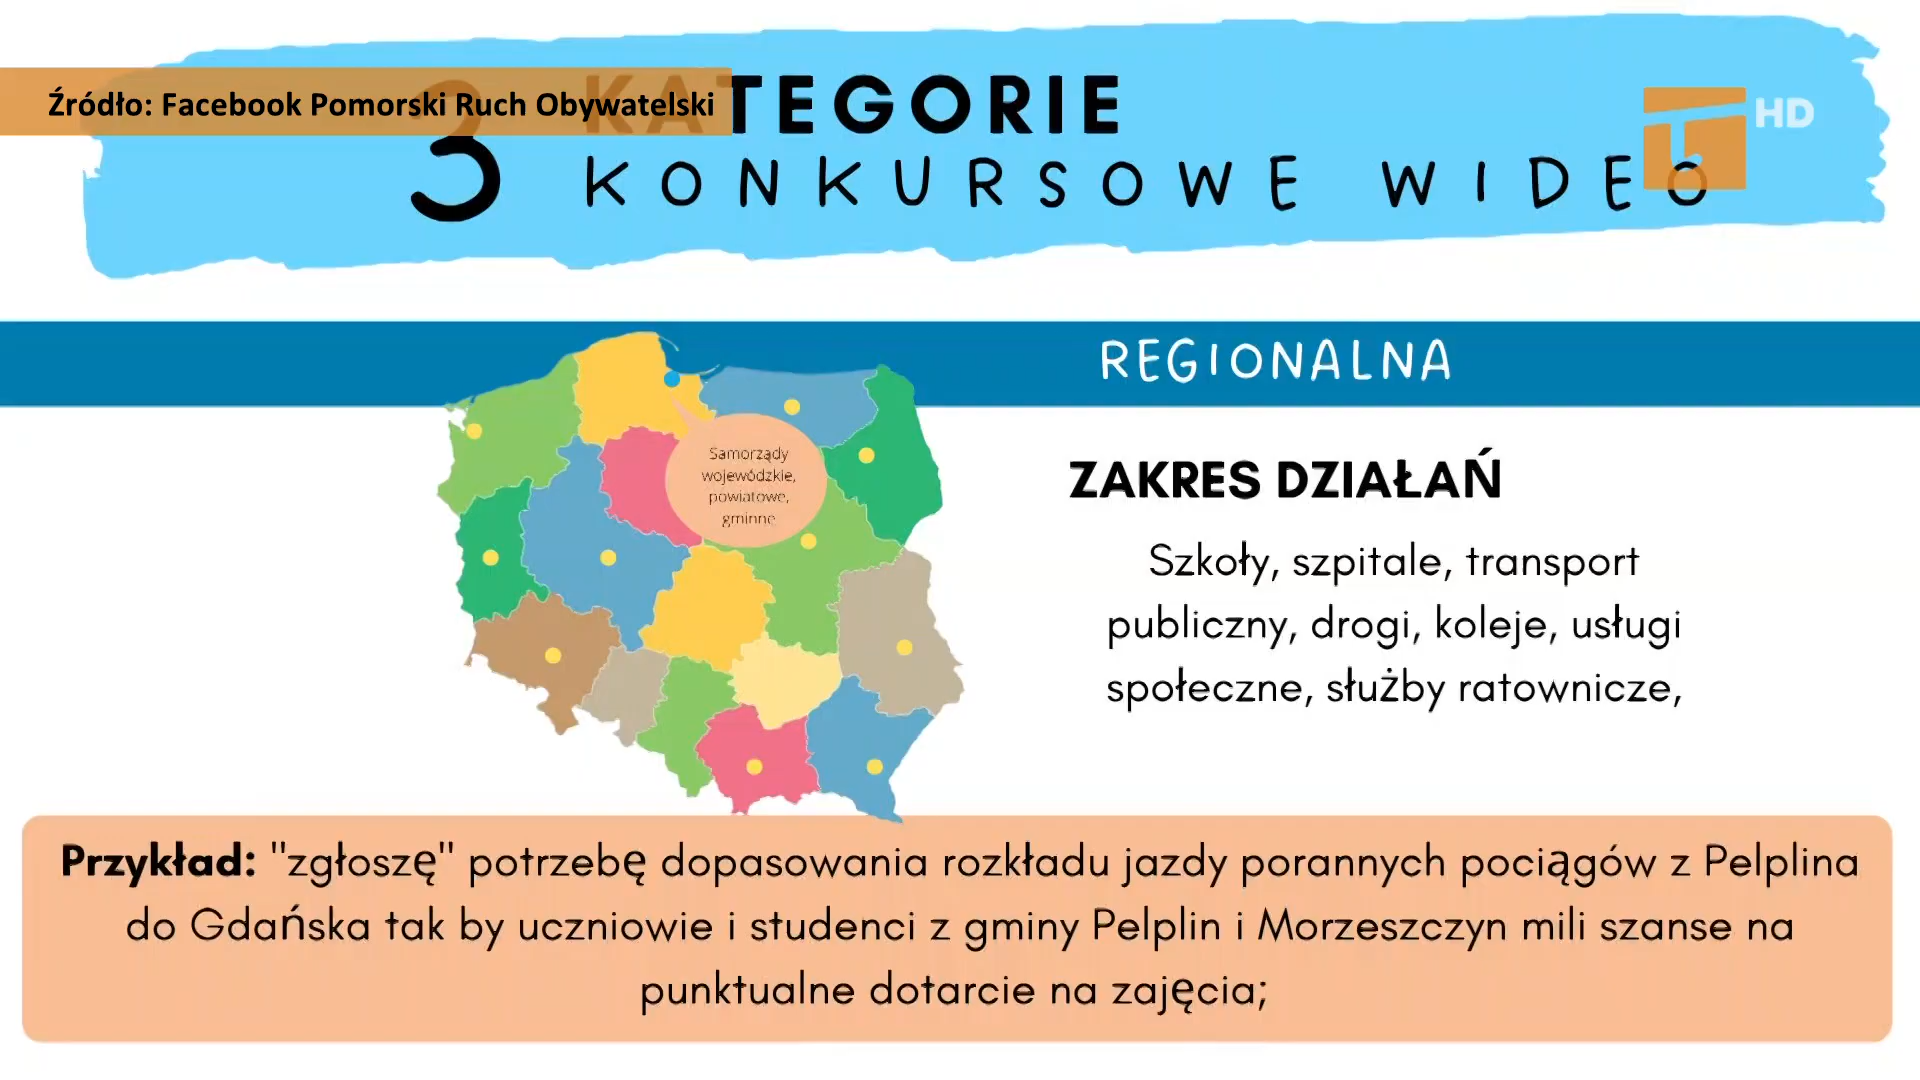 Źródło: Facebook Pomorski Ruch Obywatelski
3 KATEGORIE
KONKURSOWE WIDEO
HD
REGIONALNA
Samorządy
wojewódzkie,
powiatowe,
gminne
ZAKRES DZIAŁAŃ
Szkoły, szpitale, transport
publiczny, drogi, koleje, usługi
społeczne, służby ratownicze,
Przykład: "zgłoszę" potrzebę dopasowania rozkładu jazdy porannych pociągów z Pelplina
do Gdańska tak by uczniowie i studenci z gminy Pelplin i Morzeszczyn mili szanse na
punktualne dotarcie na zajęcia;